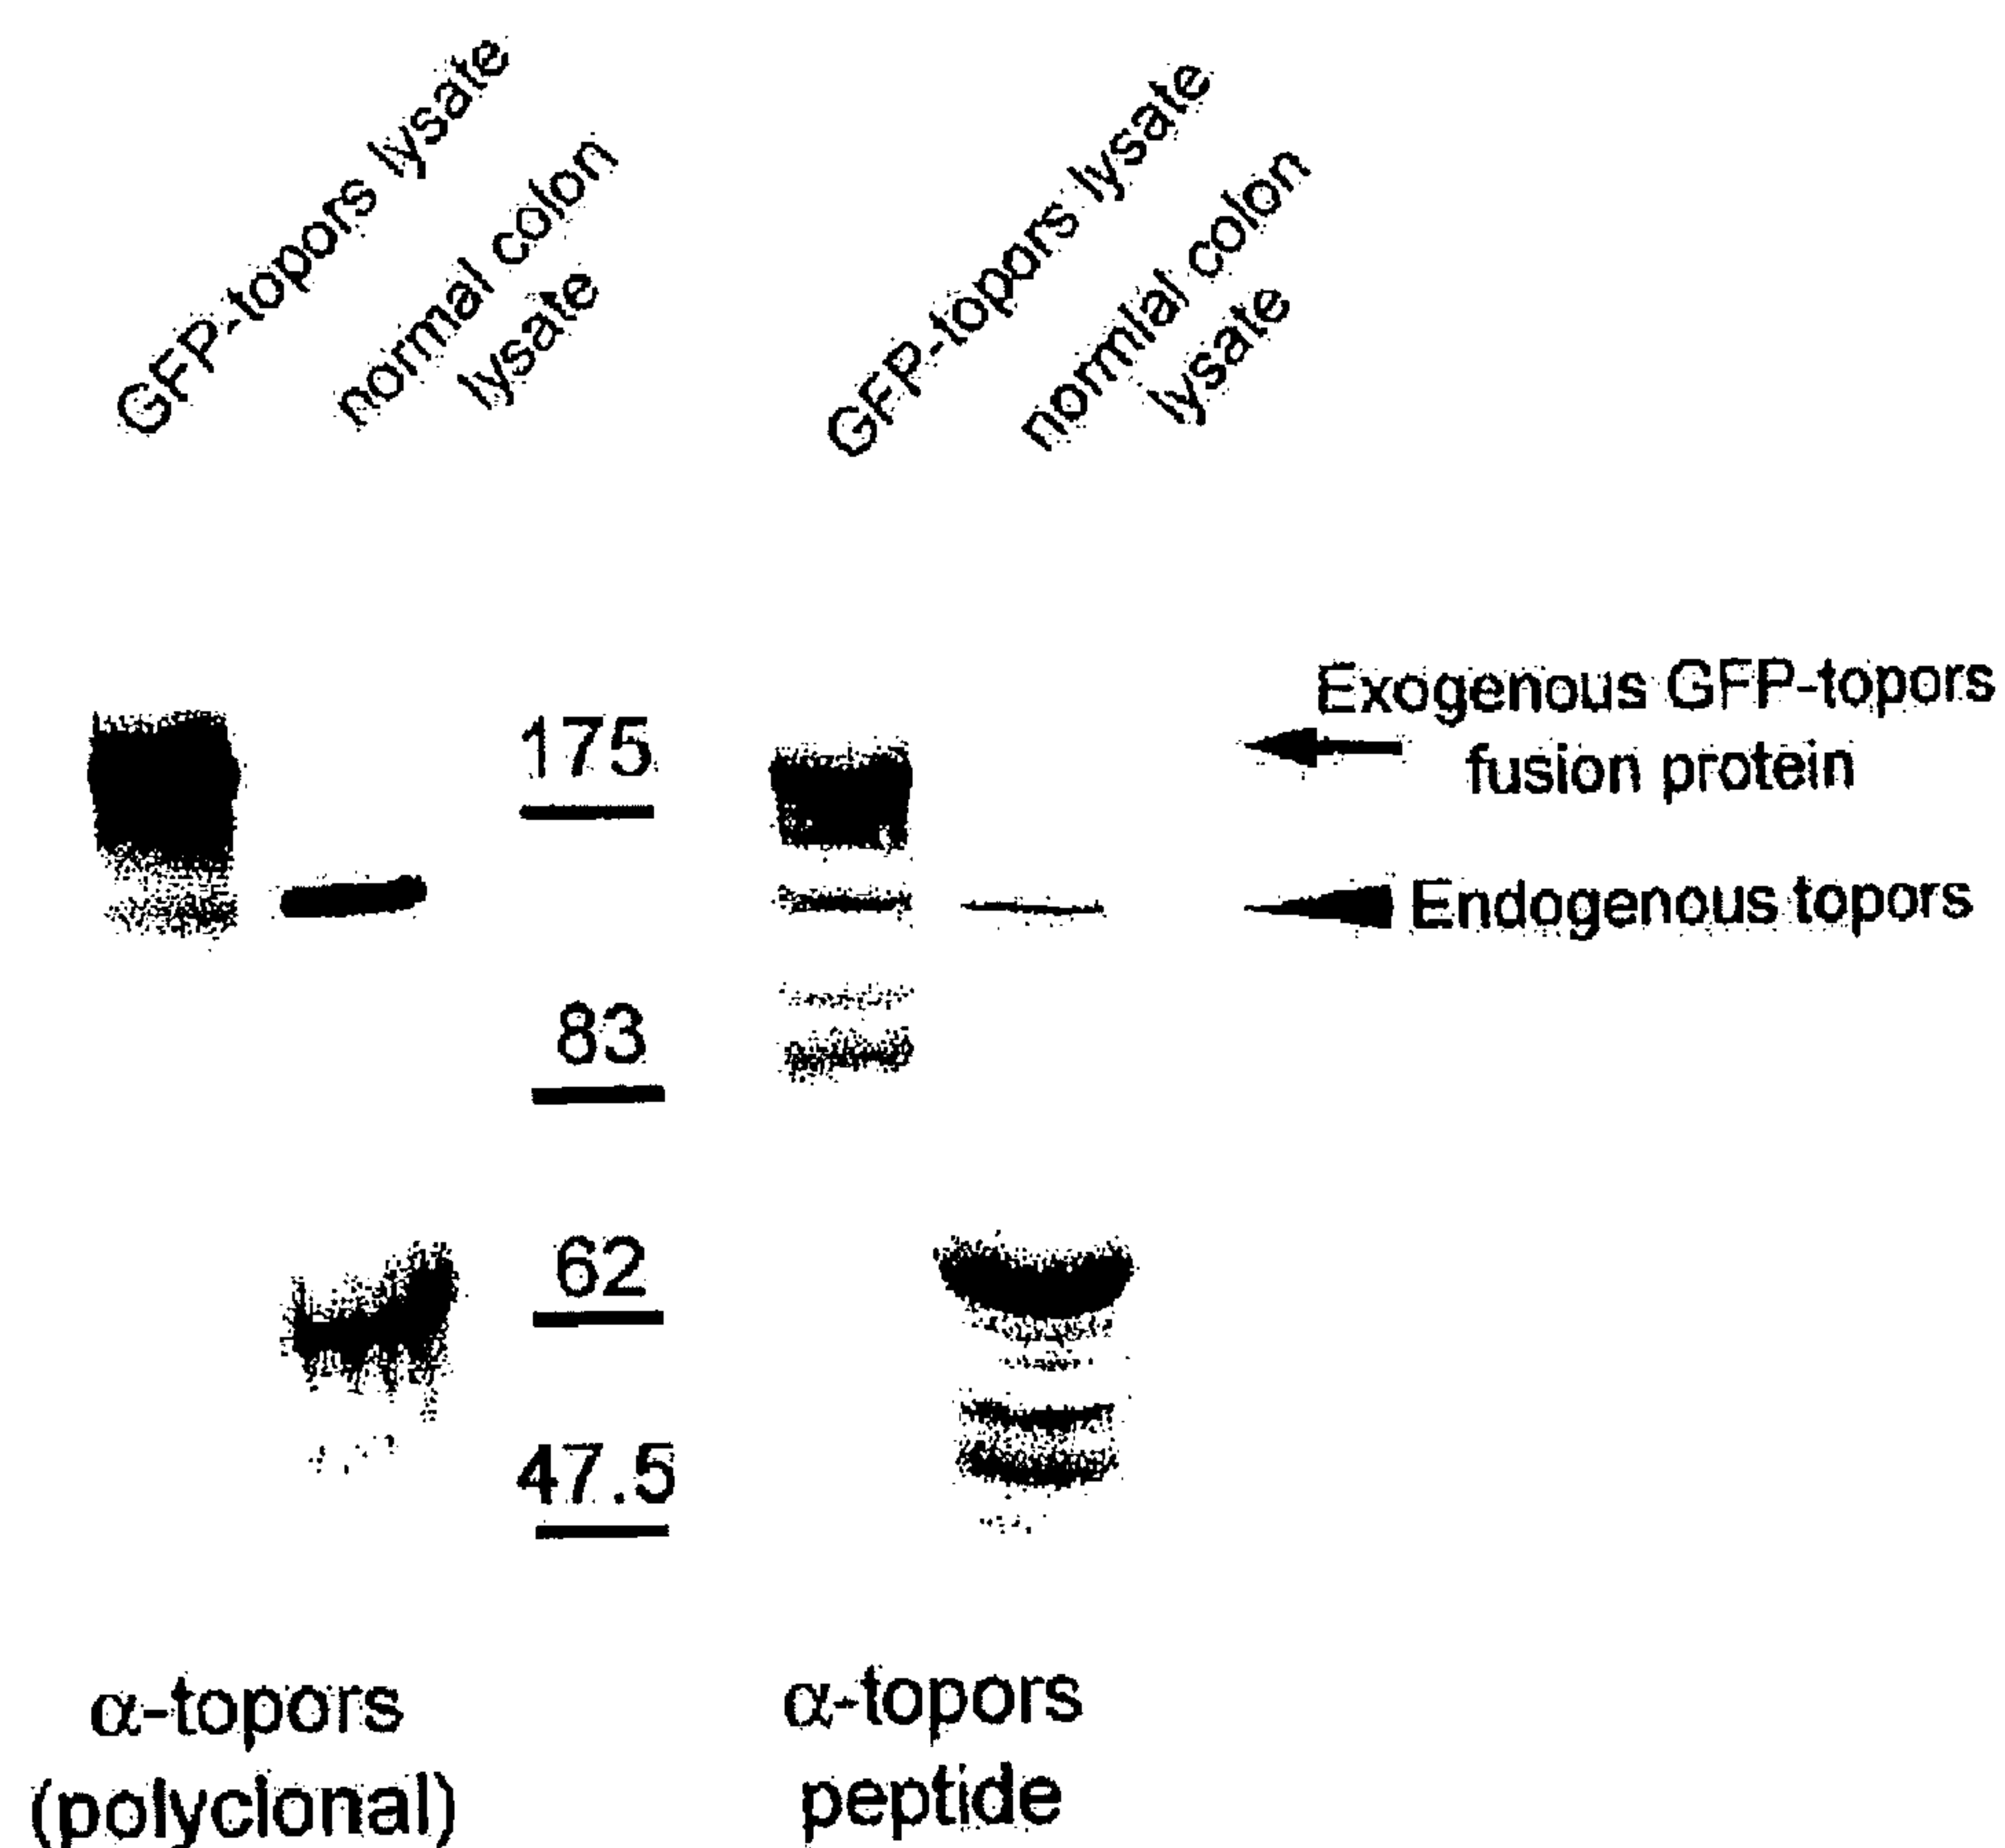 GFP-topors lysate
normal colon
lysate
GFP-topors lysate
normal colon
lysate
Exogenous GFP-topors
fusion protein
175
Endogenous topors
83
62
47.5
α-topors
(polyclonal)
α-topors
peptide